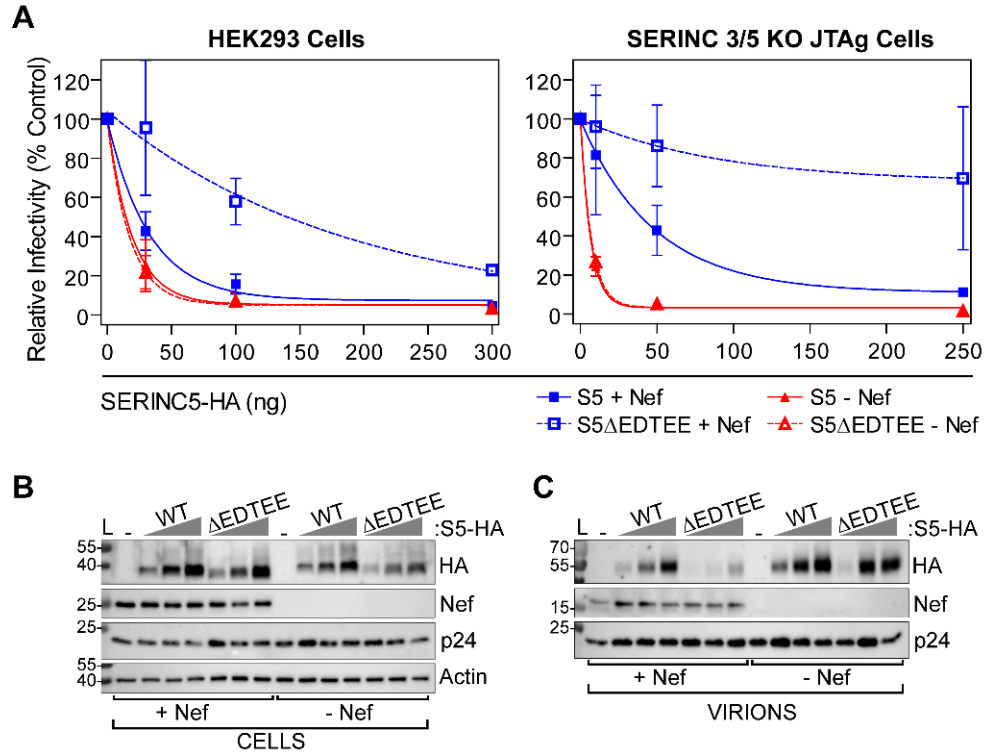 A
HEK293 Cells
SERINC 3/5 KO JTAg Cells
Relative Infectivity (% Control)
120
100
80
60
40
20
0
0 50 100 150 200 250 300
120
100
80
60
40
20
0
0 50 100 150 200 250
SERINC5-HA (ng)
S5 + Nef
S5 - Nef
S5ΔEDTEE + Nef
S5ΔEDTEE - Nef
B
L - WT ΔEDTEE - WT ΔEDTEE :S5-HA
55
40
HA
25
Nef
25
p24
55
40
Actin
+ Nef - Nef
CELLS
C
L - WT ΔEDTEE - WT ΔEDTEE :S5-HA
70
55
HA
15
Nef
25
p24
+ Nef - Nef
VIRIONS